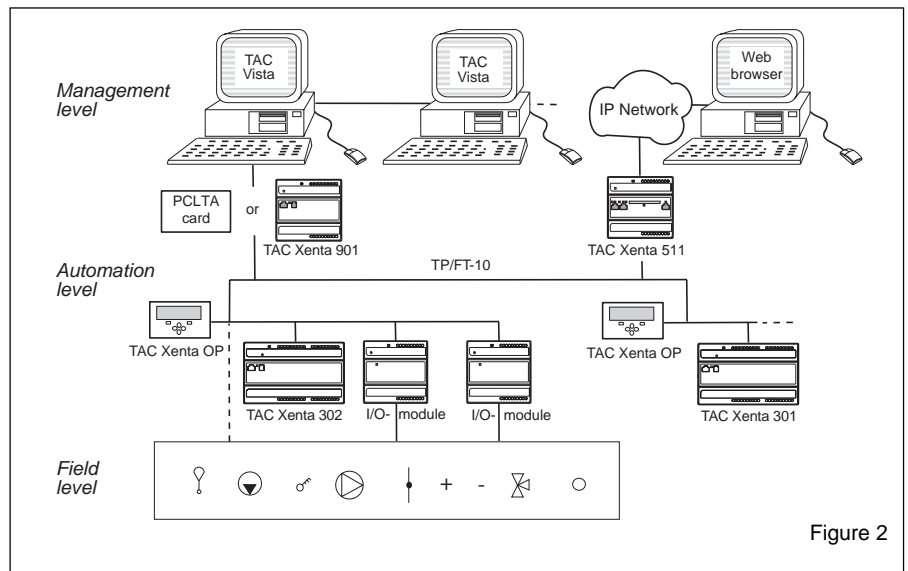 TAC
Vista
TAC
Vista
Web
browser
Management
level
IP Network
PCLTA
card
or
TAC Xenta 901
TAC Xenta 511
TP/FT-10
Automation
level
TAC Xenta OP
TAC Xenta OP
TAC Xenta 302
I/O- module
I/O- module
TAC Xenta 301
Field
level
+ -
Figure 2